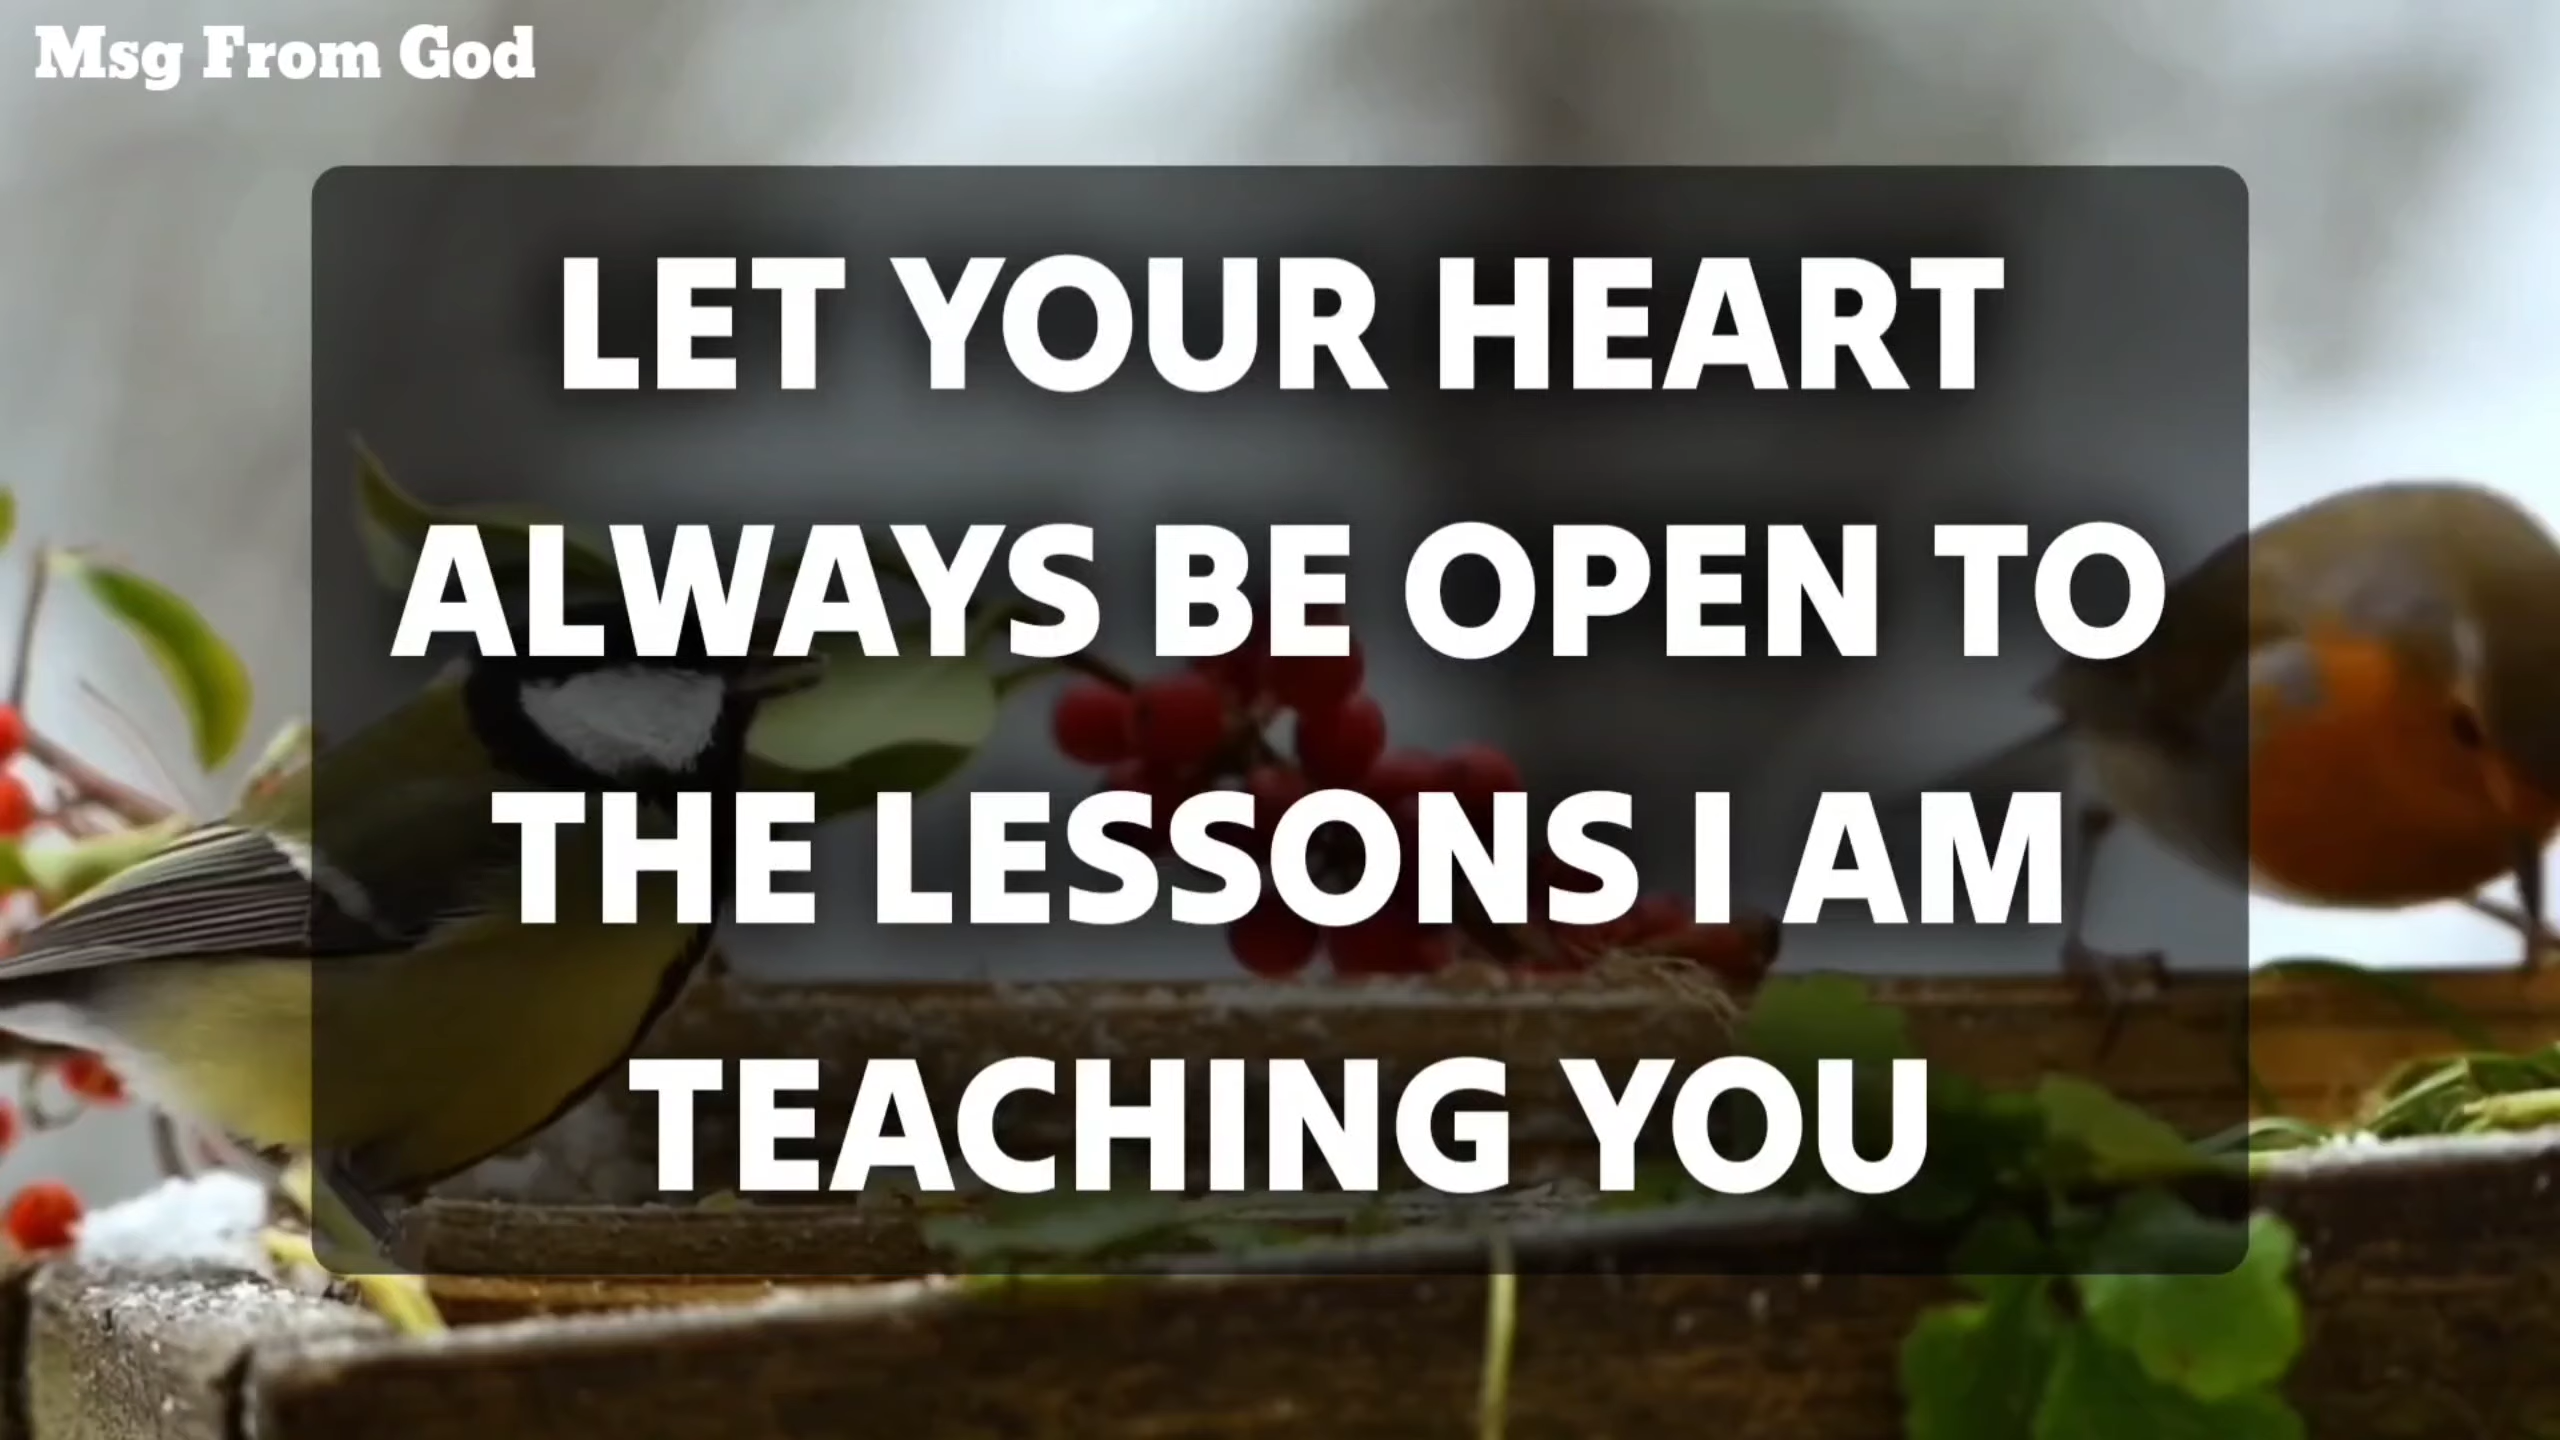 Msg From God
LET YOUR HEART
ALWAYS BE OPEN TO
THE LESSONS I AM
TEACHING YOU